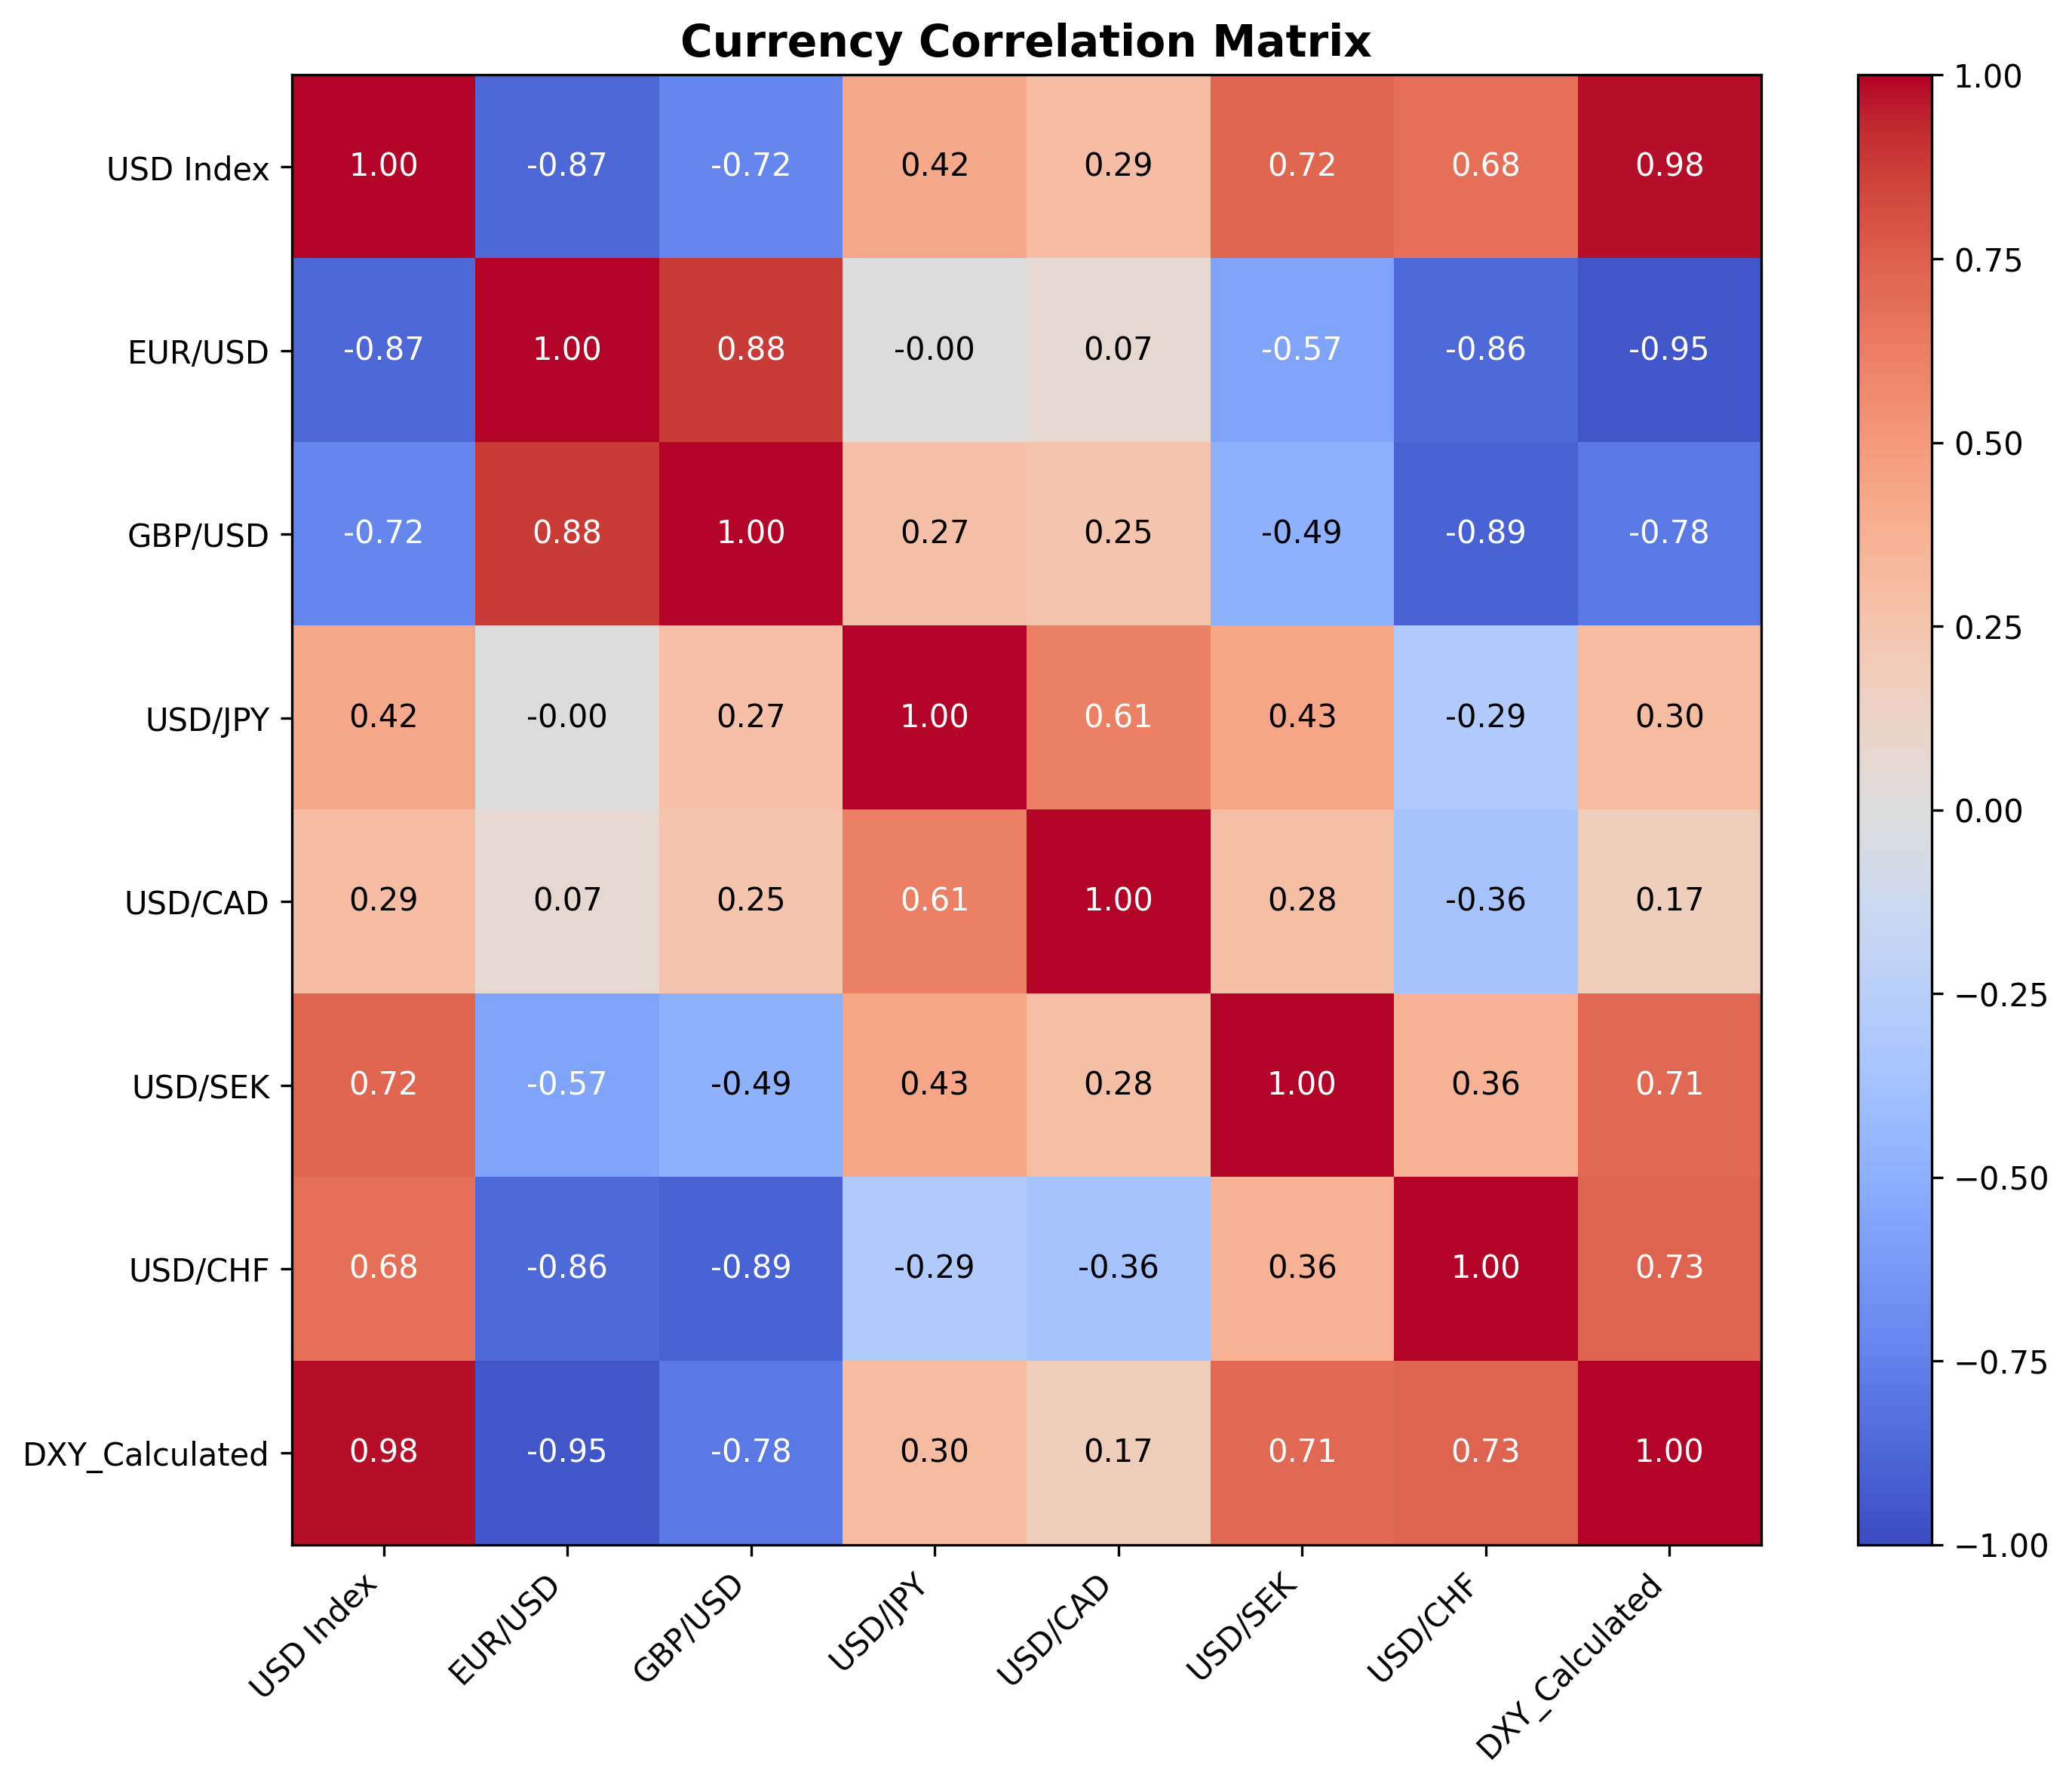 Currency Correlation Matrix
USD Index 1.00 -0.87 -0.72 0.42 0.29 0.72 0.68 0.98
EUR/USD -0.87 1.00 0.88 -0.00 0.07 -0.57 -0.86 -0.95
GBP/USD -0.72 0.88 1.00 0.27 0.25 -0.49 -0.89 -0.78
USD/JPY 0.42 -0.00 0.27 1.00 0.61 0.43 -0.29 0.30
USD/CAD 0.29 0.07 0.25 0.61 1.00 0.28 -0.36 0.17
USD/SEK 0.72 -0.57 -0.49 0.43 0.28 1.00 0.36 0.71
USD/CHF 0.68 -0.86 -0.89 -0.29 -0.36 0.36 1.00 0.73
DXY_Calculated 0.98 -0.95 -0.78 0.30 0.17 0.71 0.73 1.00
USD Index EUR/USD GBP/USD USD/JPY USD/CAD USD/SEK USD/CHF DXY_Calculated
1.00
0.75
0.50
0.25
0.00
−0.25
−0.50
−0.75
−1.00